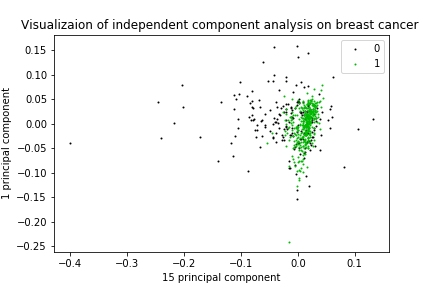 Visualizaion of independent component analysis on breast cancer
0
1
1 principal component
0.15
0.10
0.05
0.00
−0.05
−0.10
−0.15
−0.20
−0.25
−0.4 −0.3 −0.2 −0.1 0.0 0.1
15 principal component